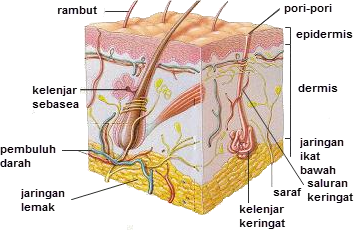 rambut
pori-pori
epidermis
kelenjar
sebasea
dermis
pembuluh
darah
jaringan
ikat
bawah
saluran
keringat
jaringan
lemak
saraf
kelenjar
keringat